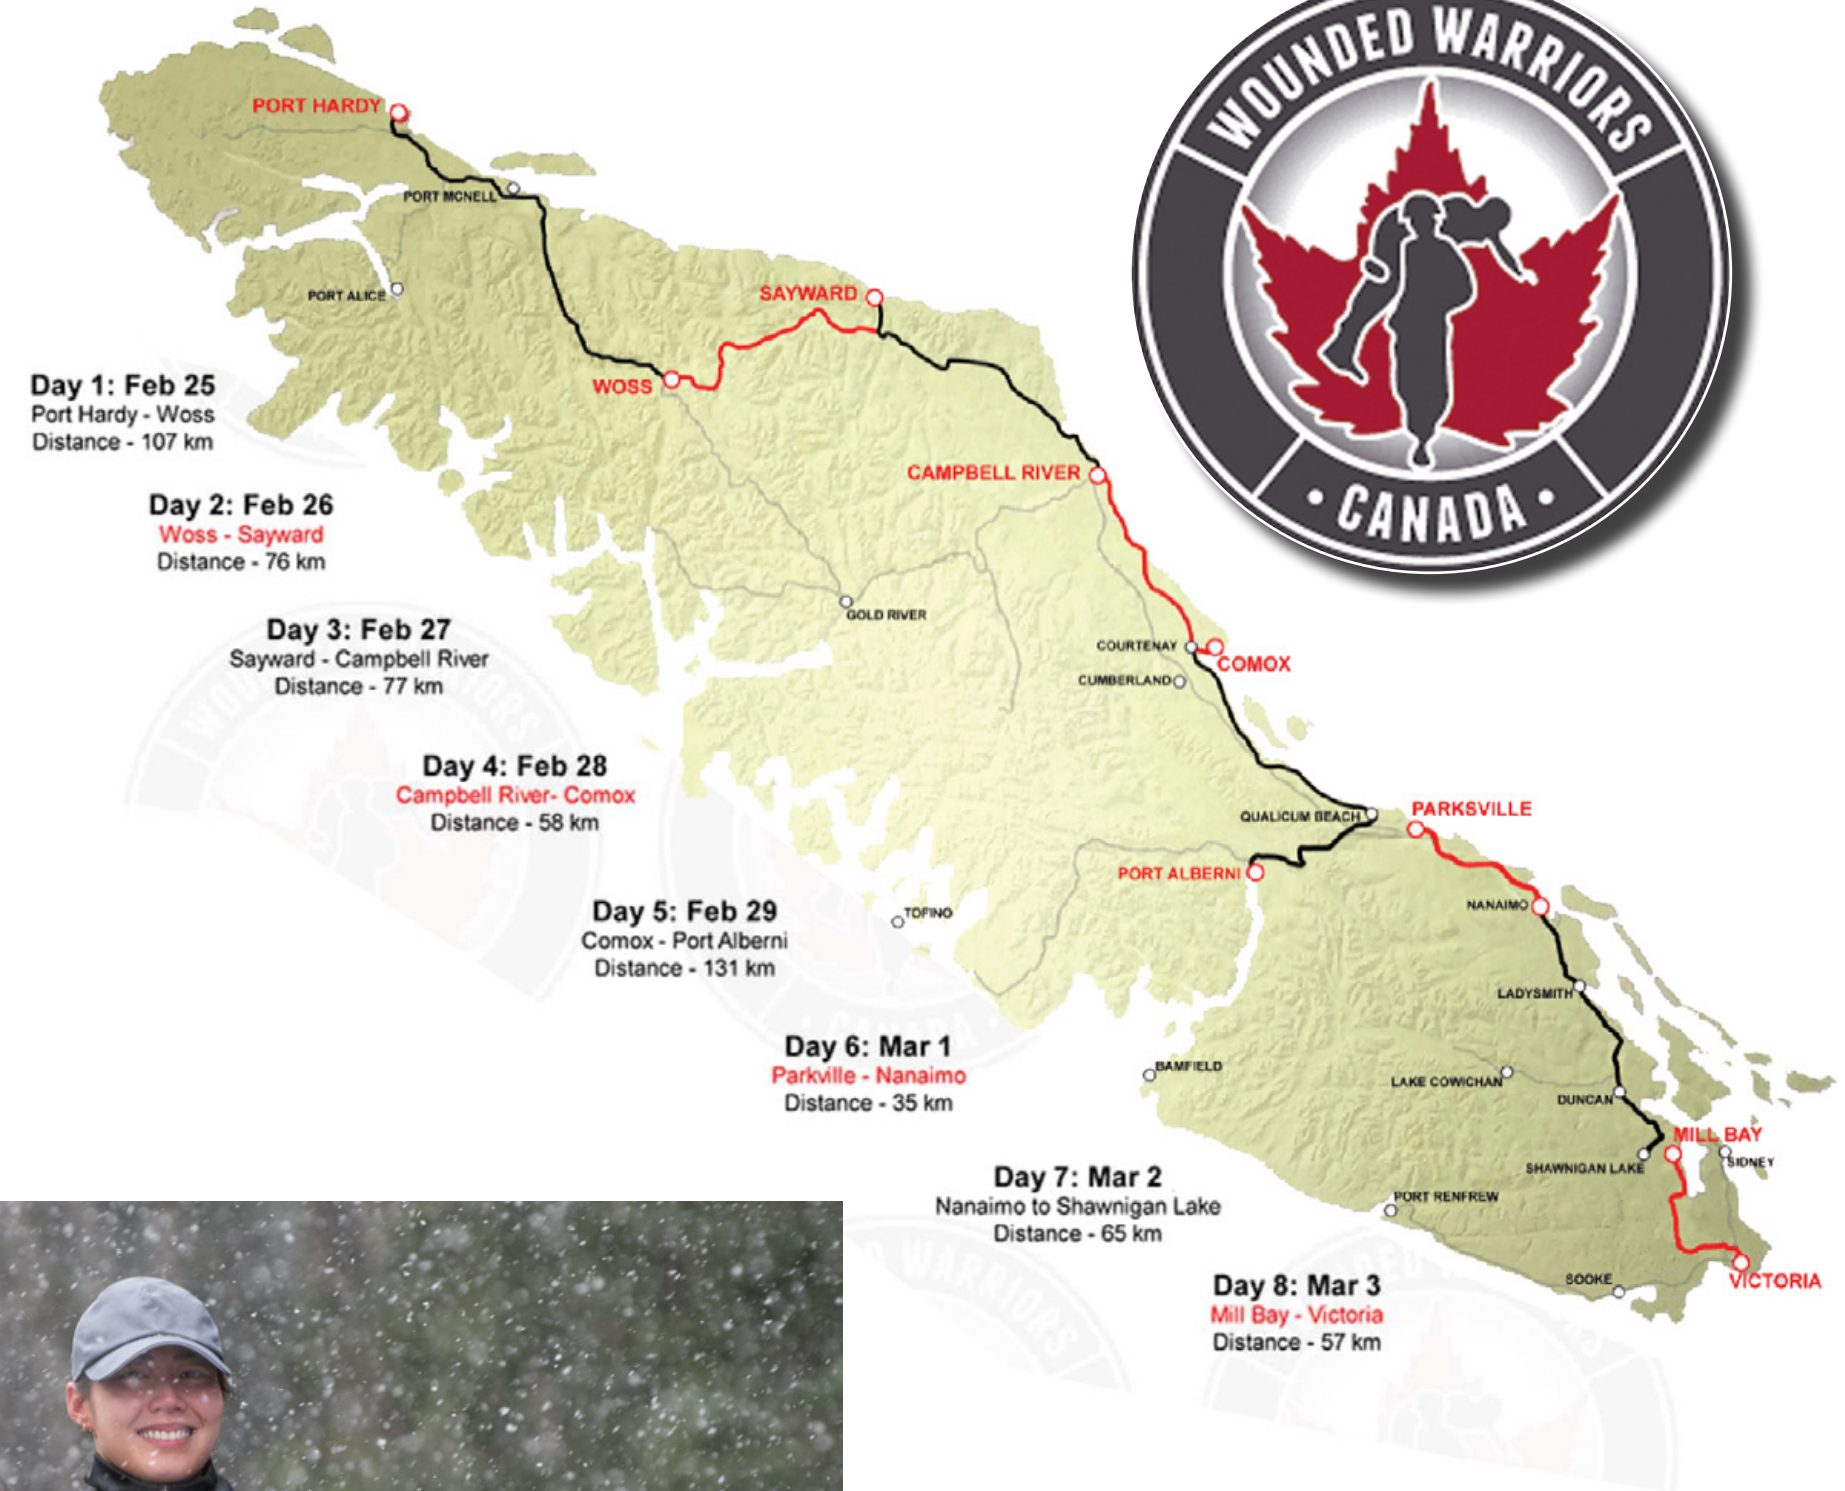 WOUNDED WARRIORS
• CANADA •
PORT HARDY
PORT MCNELL
PORT ALICE
SAYWARD
WOSS
CAMPBELL RIVER
GOLD RIVER
COURTENAY
COMOX
CUMBERLAND
QUALICUM BEACH
PARKSVILLE
PORT ALBERNI
NANAIMO
TOFINO
LADYSMITH
BAMFIELD
LAKE COWICHAN
DUNCAN
MILL BAY
SHAWNIGAN LAKE
SIDNEY
PORT RENFREW
SOOKE
VICTORIA
Day 1: Feb 25
Port Hardy - Woss
Distance - 107 km
Day 2: Feb 26
Woss - Sayward
Distance - 76 km
Day 3: Feb 27
Sayward - Campbell River
Distance - 77 km
Day 4: Feb 28
Campbell River- Comox
Distance - 58 km
Day 5: Feb 29
Comox - Port Alberni
Distance - 131 km
Day 6: Mar 1
Parkville - Nanaimo
Distance - 35 km
Day 7: Mar 2
Nanaimo to Shawnigan Lake
Distance - 65 km
Day 8: Mar 3
Mill Bay - Victoria
Distance - 57 km